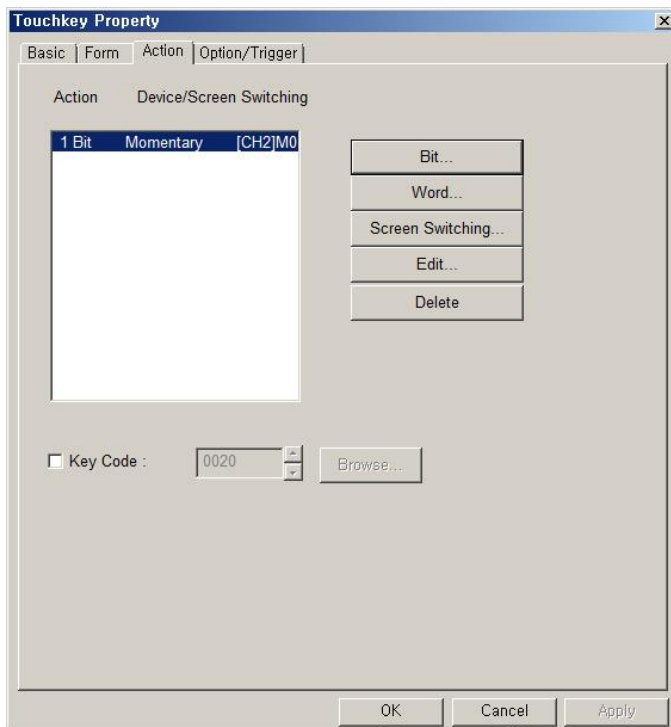 Touchkey Property
Basic Form Action Option/Trigger
Action Device/Screen Switching
1 Bit Momentary [CH2]M0
Bit...
Word...
Screen Switching...
Edit...
Delete
Key Code : 0020 Browse...
OK Cancel Apply